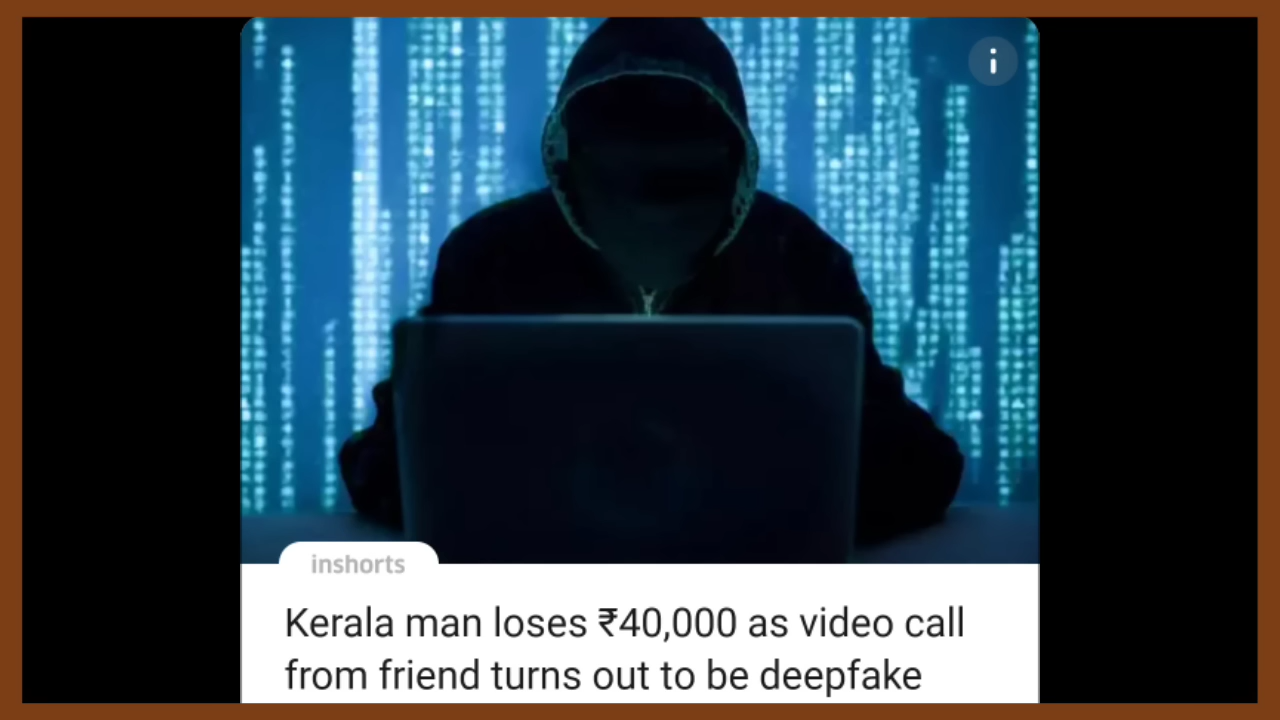 inshorts
Kerala man loses ₹40,000 as video call
from friend turns out to be deepfake